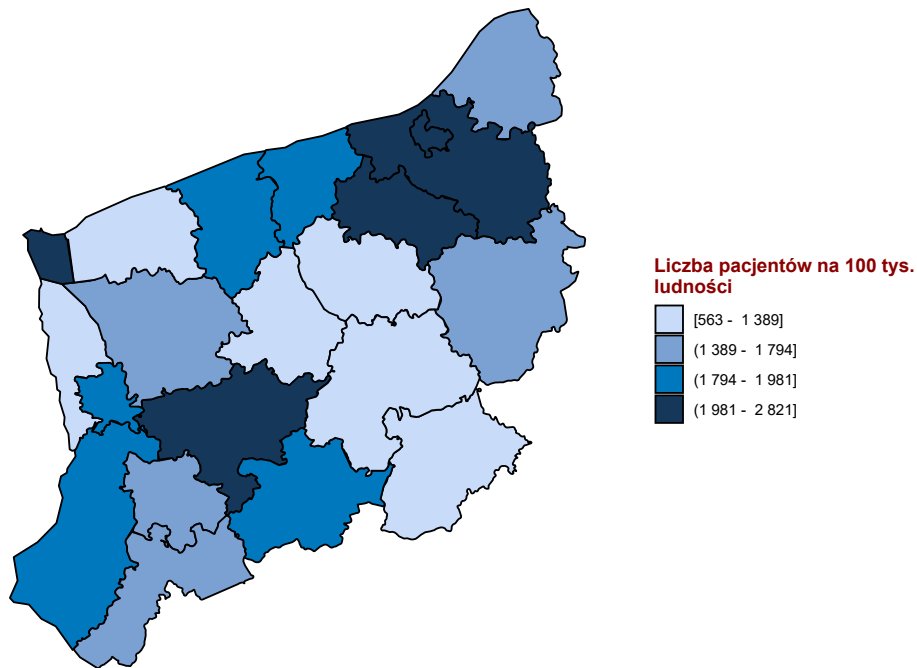 Liczba pacjentów na 100 tys.
ludności
[563 - 1 389]
(1 389 - 1 794]
(1 794 - 1 981]
(1 981 - 2 821]